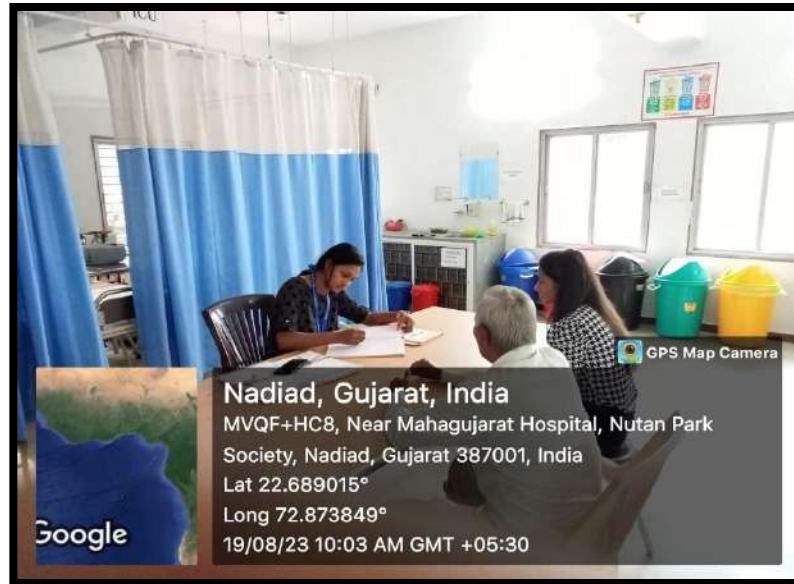 ICU
GPS Map Camera
Nadiad, Gujarat, India
MVQF+HC8, Near Mahagujarat Hospital, Nutan Park
Society, Nadiad, Gujarat 387001, India
Lat 22.689015°
Long 72.873849°
19/08/23 10:03 AM GMT +05:30
Google